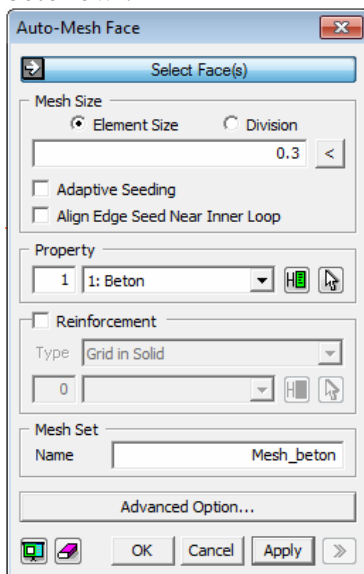 Auto-Mesh Face
Select Face(s)
Mesh Size
Element Size Division
0.3 <
Adaptive Seeding
Align Edge Seed Near Inner Loop
Property
1 1: Beton
Reinforcement
Type Grid in Solid
0
Mesh Set
Name Mesh_beton
Advanced Option...
OK Cancel Apply >>